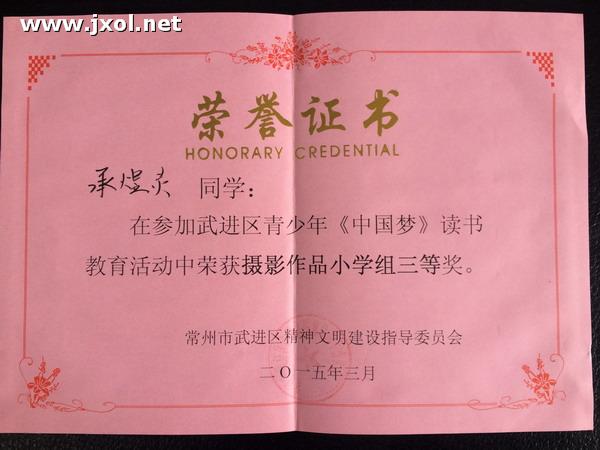 www.jxol.net
荣誉证书
HONORARY CREDENTIAL
承煜炎 同学：
在参加武进区青少年《中国梦》读书
教育活动中荣获摄影作品小学组三等奖。
常州市武进区精神文明建设指导委员会
二〇一五年三月